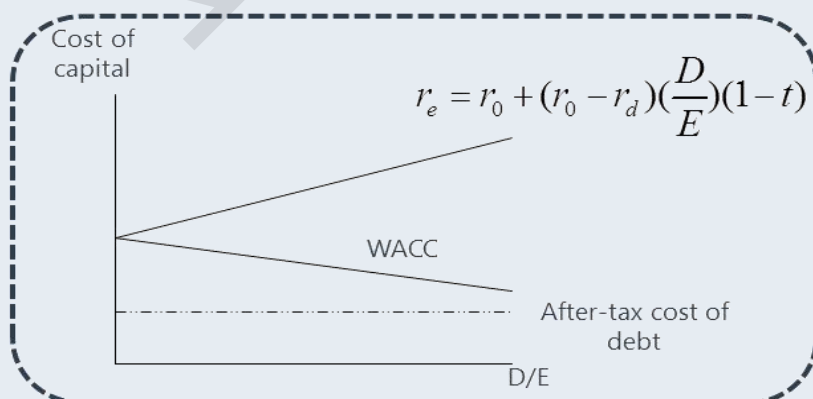 Cost of
capital
r_e = r_0 + (r_0 − r_d)(D/E)(1 − t)
WACC
After-tax cost of
debt
D/E